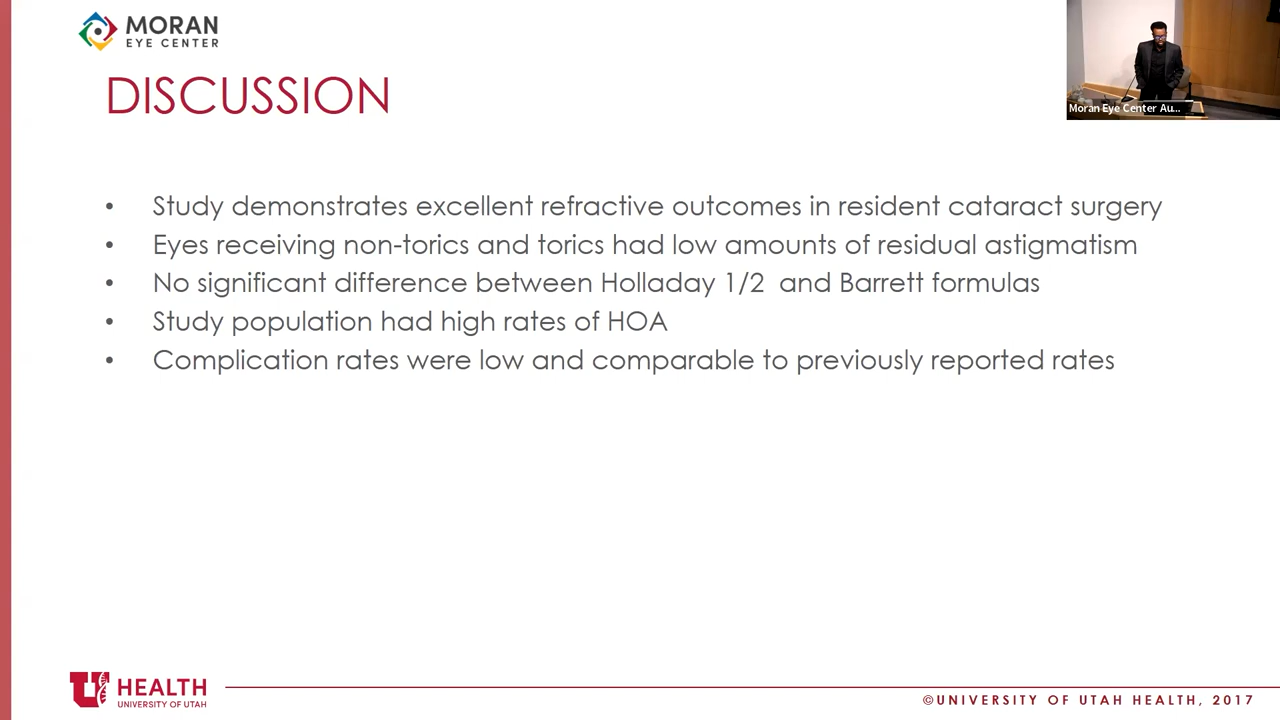 MORAN
EYE CENTER
DISCUSSION
Moran Eye Center Au...
• Study demonstrates excellent refractive outcomes in resident cataract surgery
• Eyes receiving non-torics and torics had low amounts of residual astigmatism
• No significant difference between Holladay 1/2 and Barrett formulas
• Study population had high rates of HOA
• Complication rates were low and comparable to previously reported rates
U HEALTH
UNIVERSITY OF UTAH
©UNIVERSITY OF UTAH HEALTH, 2017